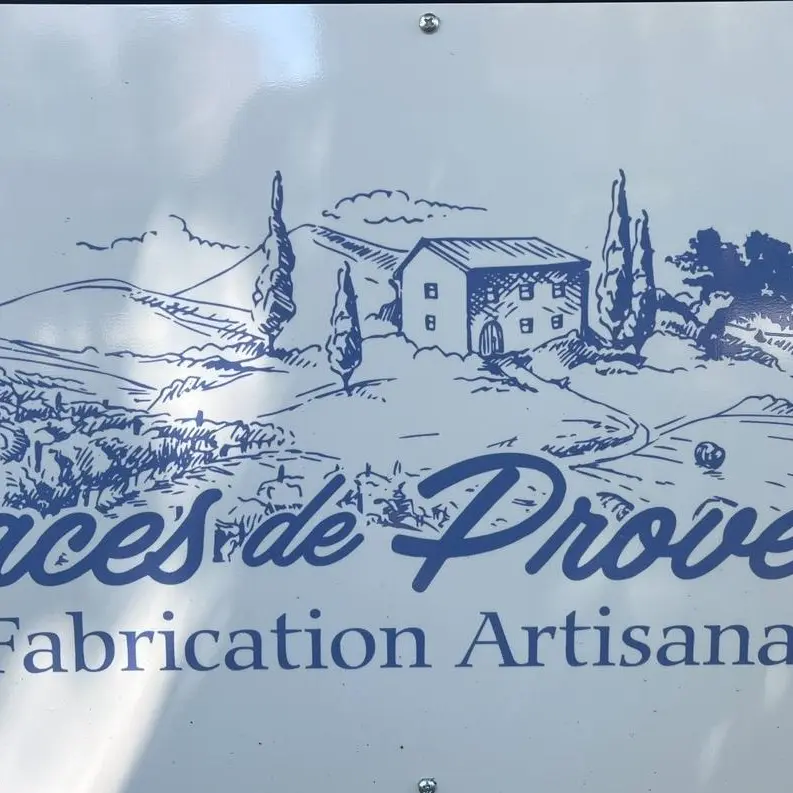 aces de Prove
Fabrication Artisana